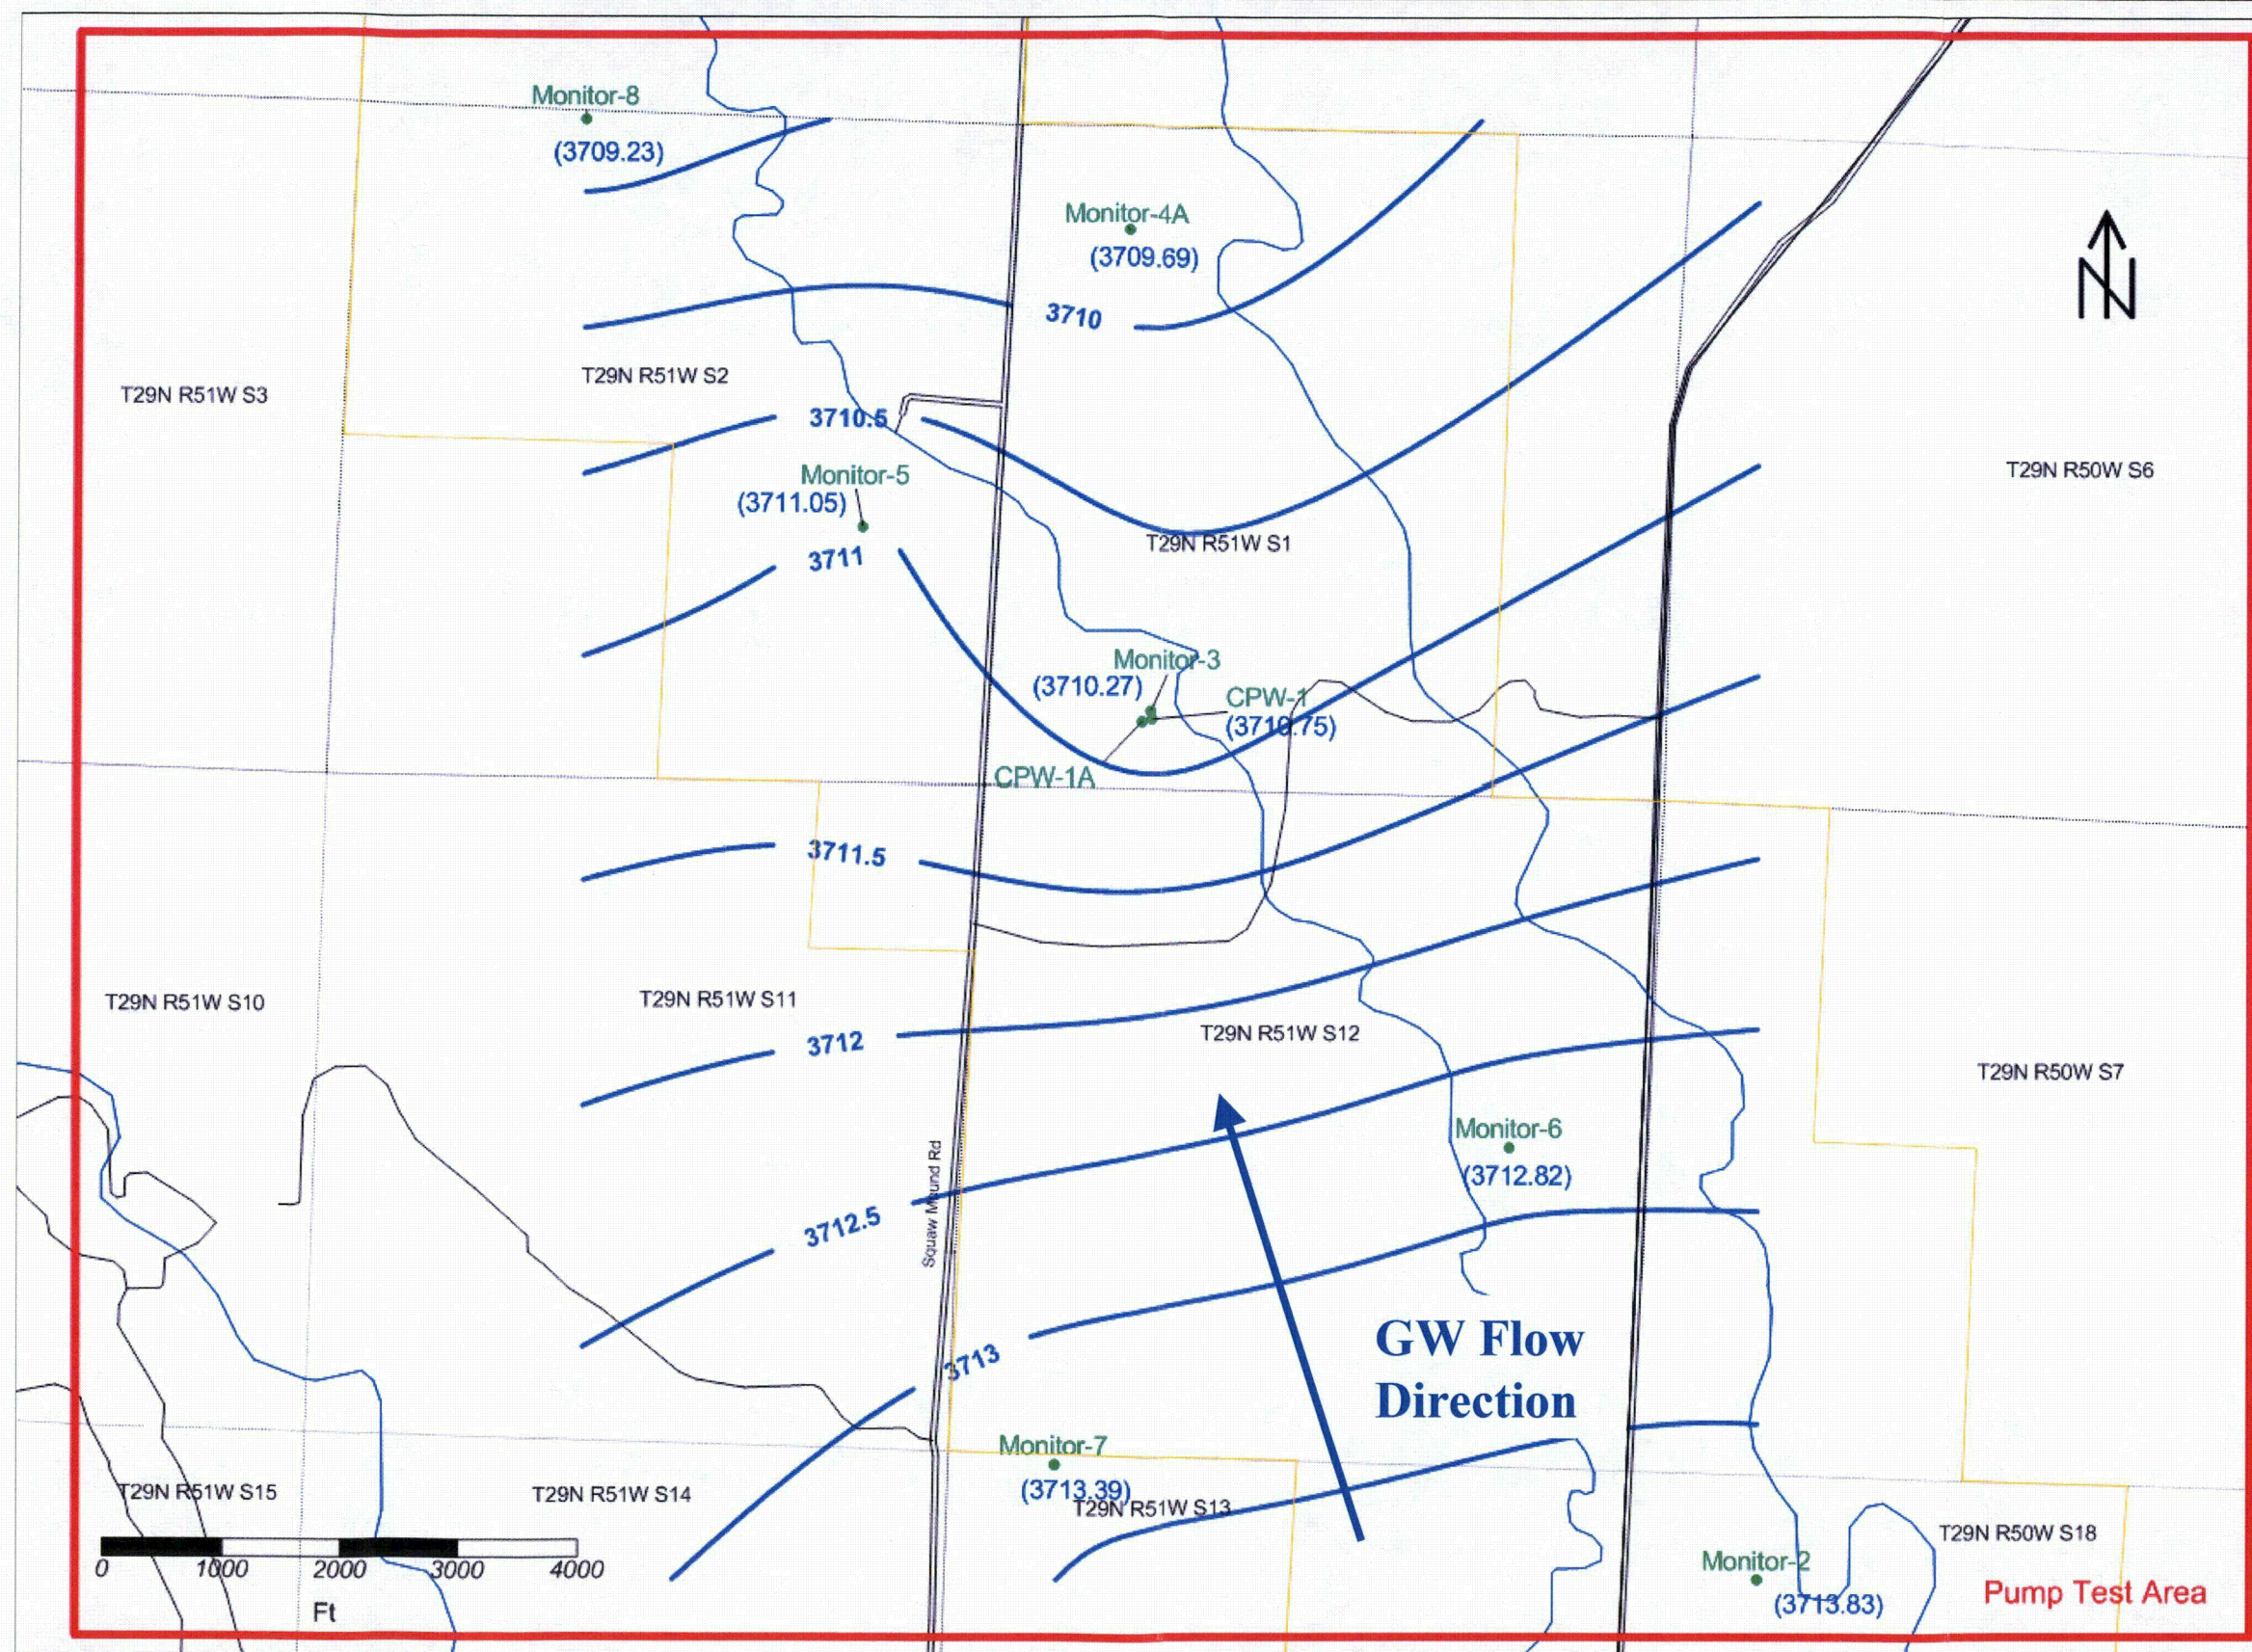 Monitor-8
(3709.23)
Monitor-4A
(3709.69)
N
3710
T29N R51W S2
T29N R51W S3
3710.5
Monitor-5
(3711.05)
T29N R50W S6
T29N R51W S1
3711
Monitor-3
(3710.27)
CPW-1
(3710.75)
CPW-1A
3711.5
T29N R51W S10
T29N R51W S11
3712
T29N R51W S12
T29N R50W S7
Monitor-6
(3712.82)
Squaw Mound Rd
3712.5
3713
GW Flow
Direction
Monitor-7
(3713.39)
T29N R51W S13
T29N R51W S15
T29N R51W S14
T29N R50W S18
Monitor-2
(3713.83)
Pump Test Area
0 1000 2000 3000 4000
Ft